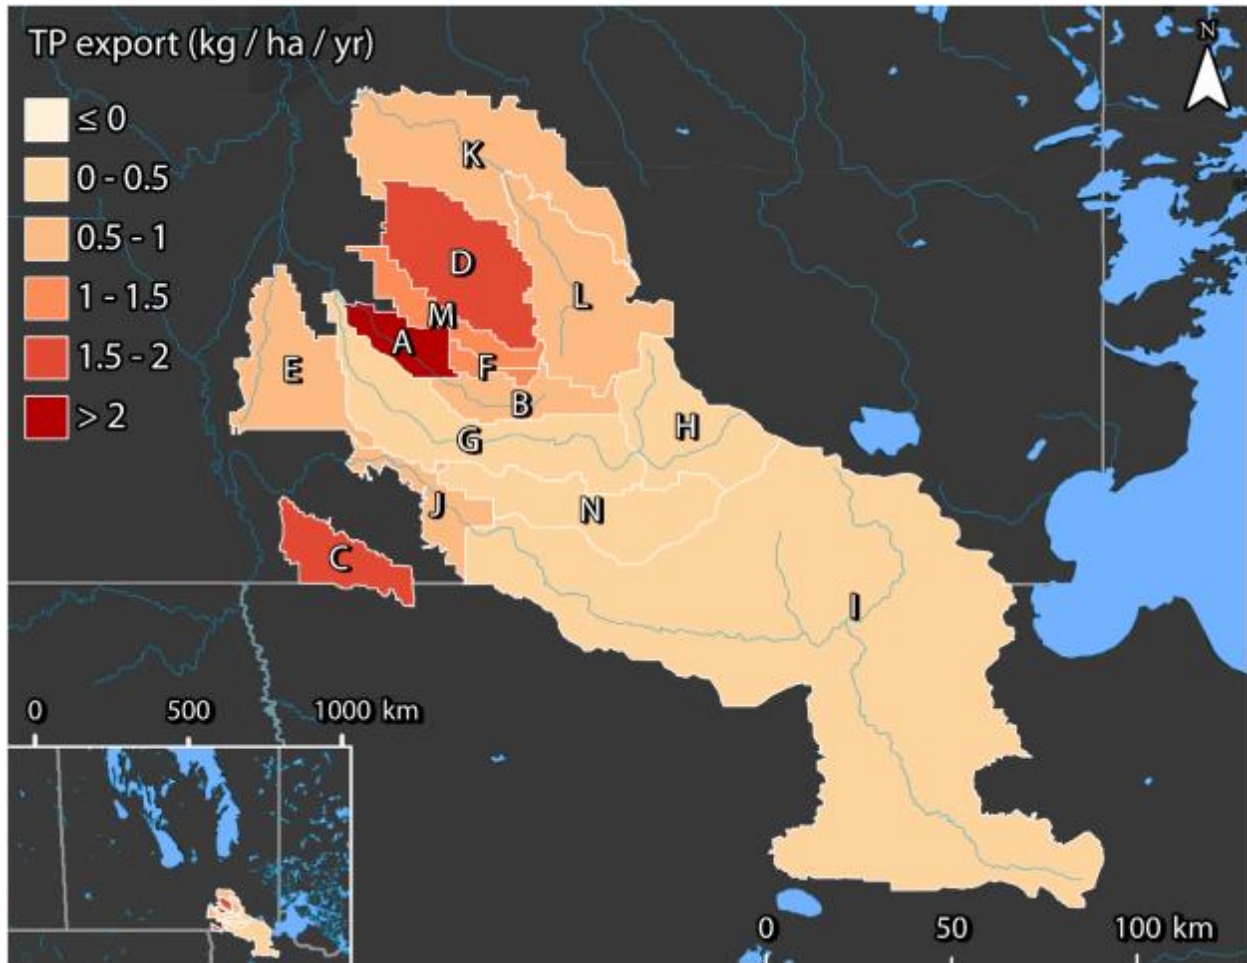 TP export (kg / ha / yr)
≤ 0
0 - 0.5
0.5 - 1
1 - 1.5
1.5 - 2
> 2
N
K
D
L
M
A
F
E
B
H
G
J
N
C
I
0 500 1000 km
0 50 100 km